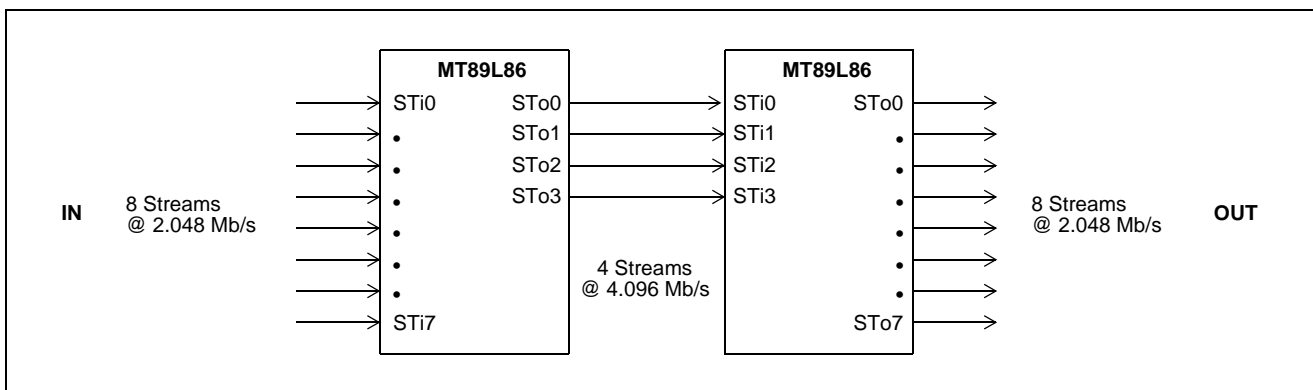 MT89L86
MT89L86
STi0
STo0
STi0
STo0
STo1
STi1
STo2
STi2
STo3
STi3
IN
8 Streams
@ 2.048 Mb/s
8 Streams
@ 2.048 Mb/s
OUT
4 Streams
@ 4.096 Mb/s
STi7
STo7